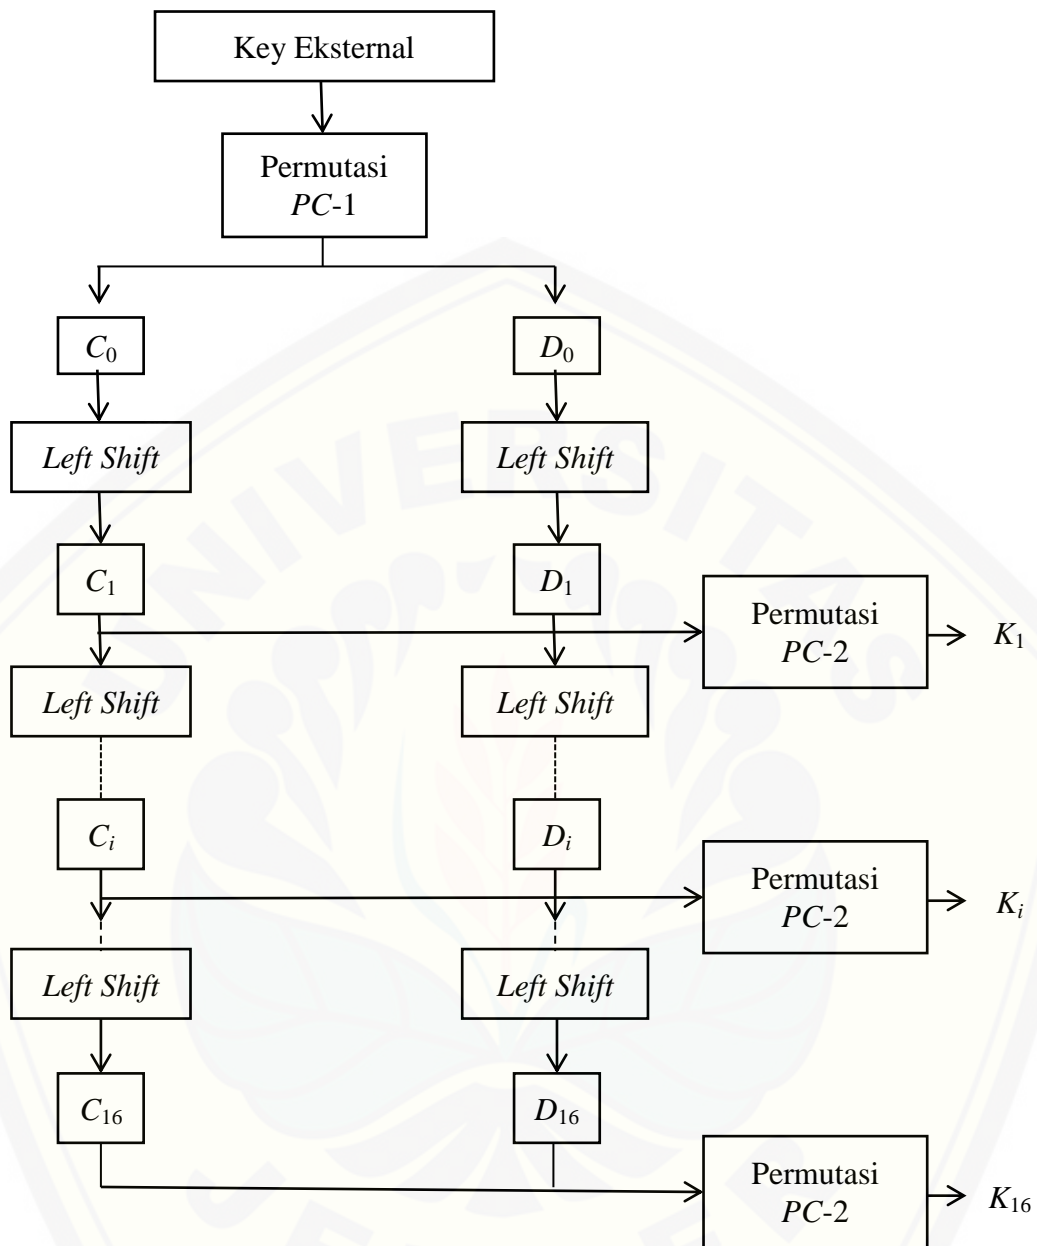 Key Eksternal
Permutasi
PC-1
C₀
D₀
Left Shift
Left Shift
C₁
D₁
Permutasi
PC-2
K₁
Left Shift
Left Shift
Cᵢ
Dᵢ
Permutasi
PC-2
Kᵢ
Left Shift
Left Shift
C₁₆
D₁₆
Permutasi
PC-2
K₁₆
UNIVERSITAS